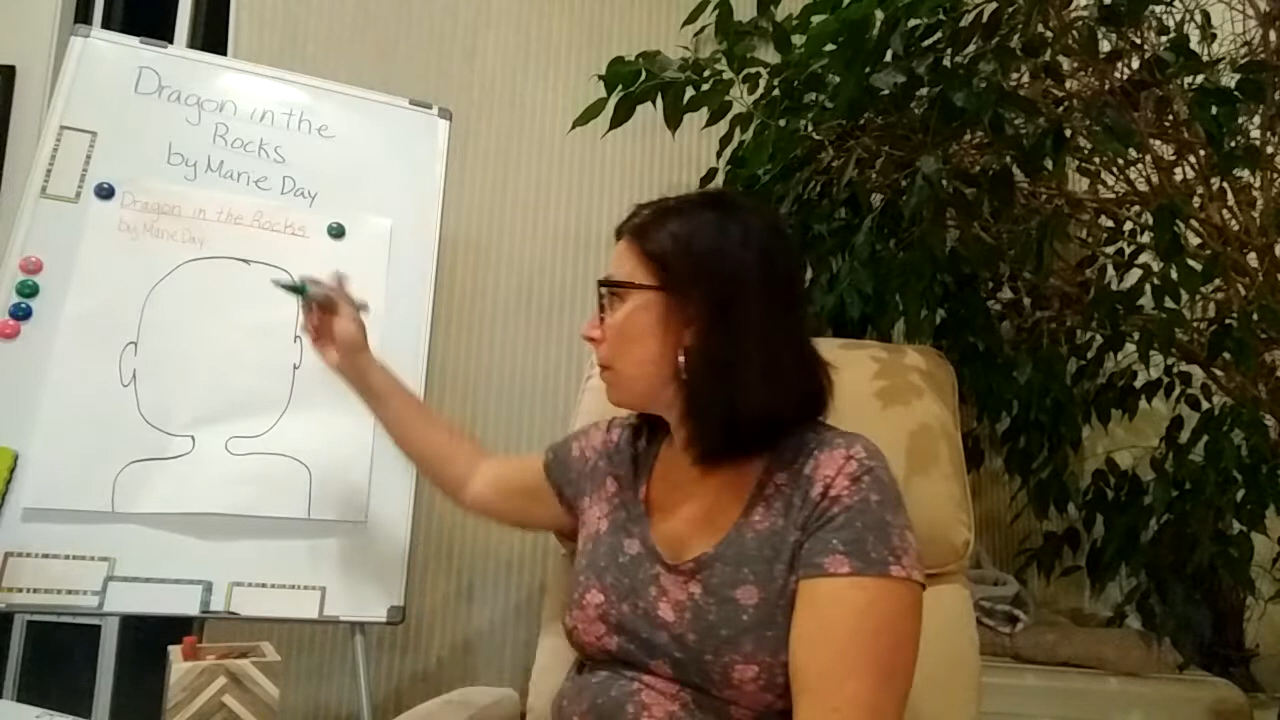 Dragon in the
Rocks
by Marie Day
Dragon in the Rocks
by Marie Day